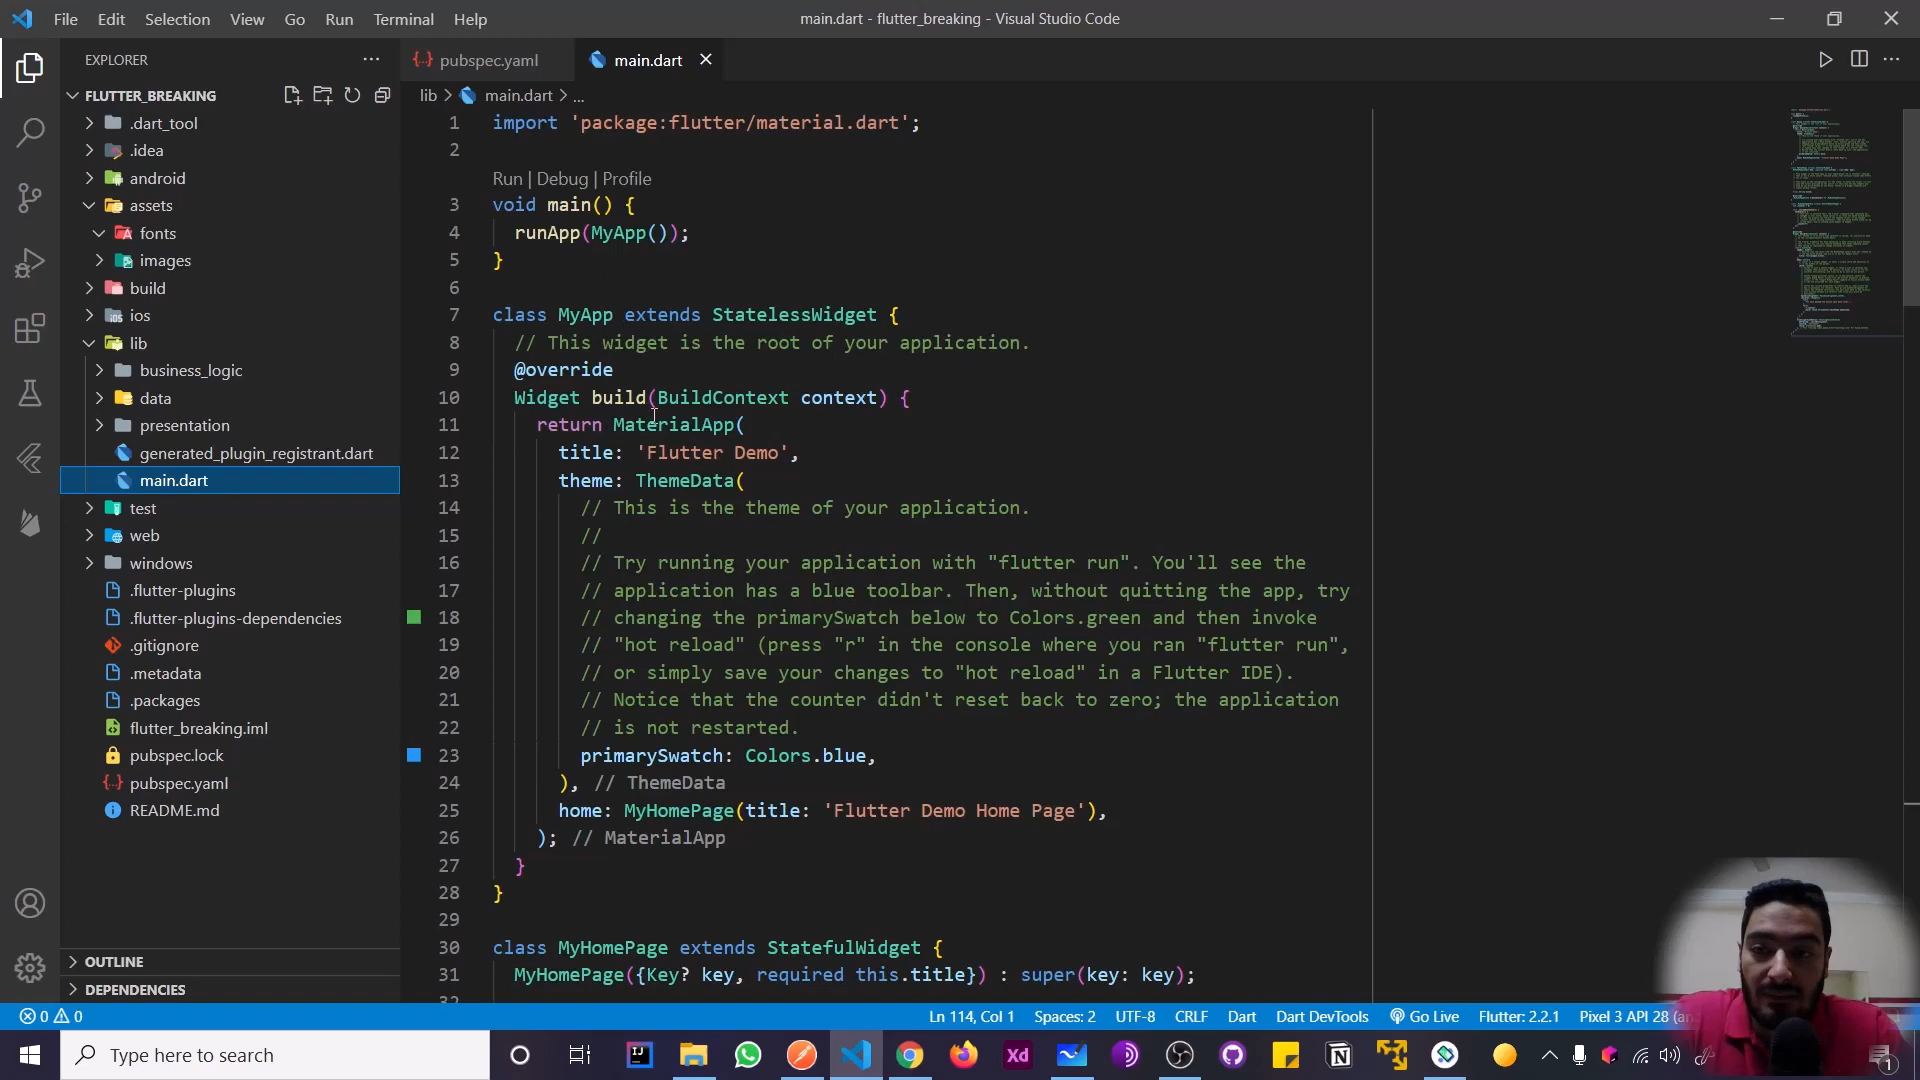 File Edit Selection View Go Run Terminal Help
main.dart - flutter_breaking - Visual Studio Code
EXPLORER
FLUTTER_BREAKING
.dart_tool
.idea
android
assets
fonts
images
build
ios
lib
business_logic
data
presentation
generated_plugin_registrant.dart
main.dart
test
web
windows
.flutter-plugins
.flutter-plugins-dependencies
.gitignore
.metadata
.packages
flutter_breaking.iml
pubspec.lock
pubspec.yaml
README.md
OUTLINE
DEPENDENCIES
pubspec.yaml main.dart
lib > main.dart > ...
1 import 'package:flutter/material.dart';
2
Run | Debug | Profile
3 void main() {
4 runApp(MyApp());
5 }
6
7 class MyApp extends StatelessWidget {
8 // This widget is the root of your application.
9 @override
10 Widget build(BuildContext context) {
11 return MaterialApp(
12 title: 'Flutter Demo',
13 theme: ThemeData(
14 // This is the theme of your application.
15 //
16 // Try running your application with "flutter run". You'll see the
17 // application has a blue toolbar. Then, without quitting the app, try
18 // changing the primarySwatch below to Colors.green and then invoke
19 // "hot reload" (press "r" in the console where you ran "flutter run",
20 // or simply save your changes to "hot reload" in a Flutter IDE).
21 // Notice that the counter didn't reset back to zero; the application
22 // is not restarted.
23 primarySwatch: Colors.blue,
24 ), // ThemeData
25 home: MyHomePage(title: 'Flutter Demo Home Page'),
26 ); // MaterialApp
27 }
28 }
29
30 class MyHomePage extends StatefulWidget {
31 MyHomePage({Key? key, required this.title}) : super(key: key);
32
0 0 Ln 114, Col 1 Spaces: 2 UTF-8 CRLF Dart Dart DevTools Go Live Flutter: 2.2.1 Pixel 3 API 28 (an
Type here to search